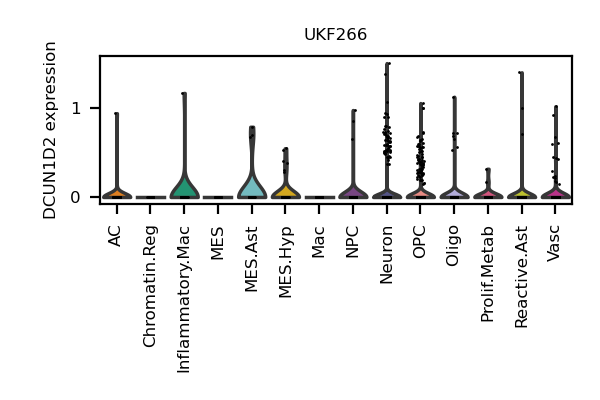 UKF266
DCUN1D2 expression
1
0
AC
Chromatin.Reg
Inflammatory.Mac
MES
MES.Ast
MES.Hyp
Mac
NPC
Neuron
OPC
Oligo
Prolif.Metab
Reactive.Ast
Vasc